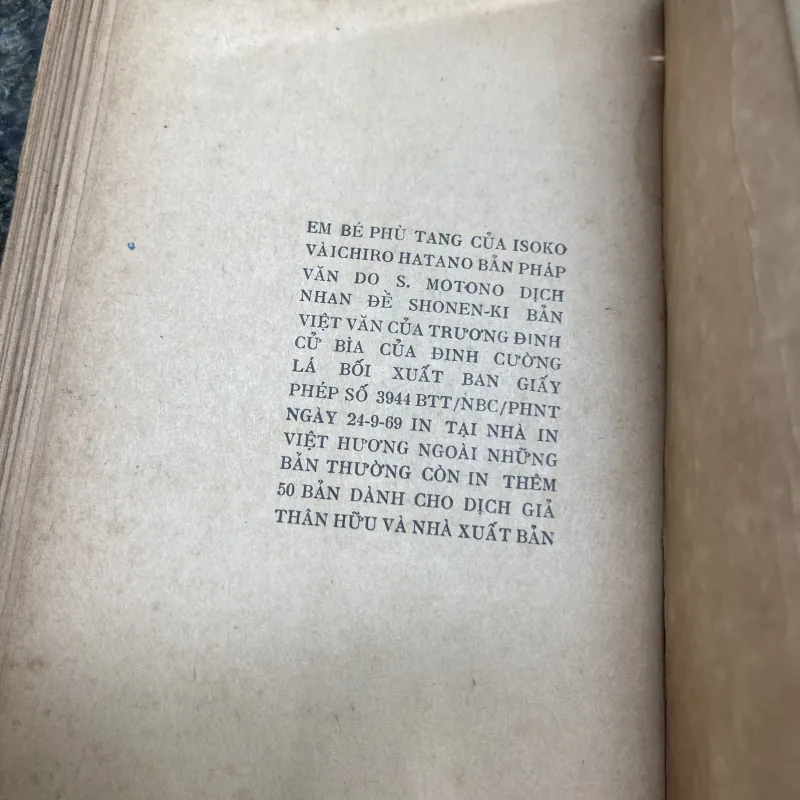 EM BÉ PHÙ TANG CỦA ISOKO
VÀICHIRO HATANO BẢN PHÁP
VĂN DO S. MOTONO DỊCH
NHAN ĐỀ SHONEN-KI BẢN
VIỆT VĂN CỦA TRƯƠNG ĐINH
CỬ BÌA CỦA ĐINH CƯỜNG
LÁ BỐI XUẤT BAN GIẤY
PHÉP SỐ 3944 BTT/NBC/PHNT
NGÀY 24-9-69 IN TẠI NHÀ IN
VIỆT HƯƠNG NGOÀI NHỮNG
BẢN THƯỜNG CÒN IN THÊM
50 BẢN DÀNH CHO DỊCH GIẢ
THÂN HỮU VÀ NHÀ XUẤT BẢN